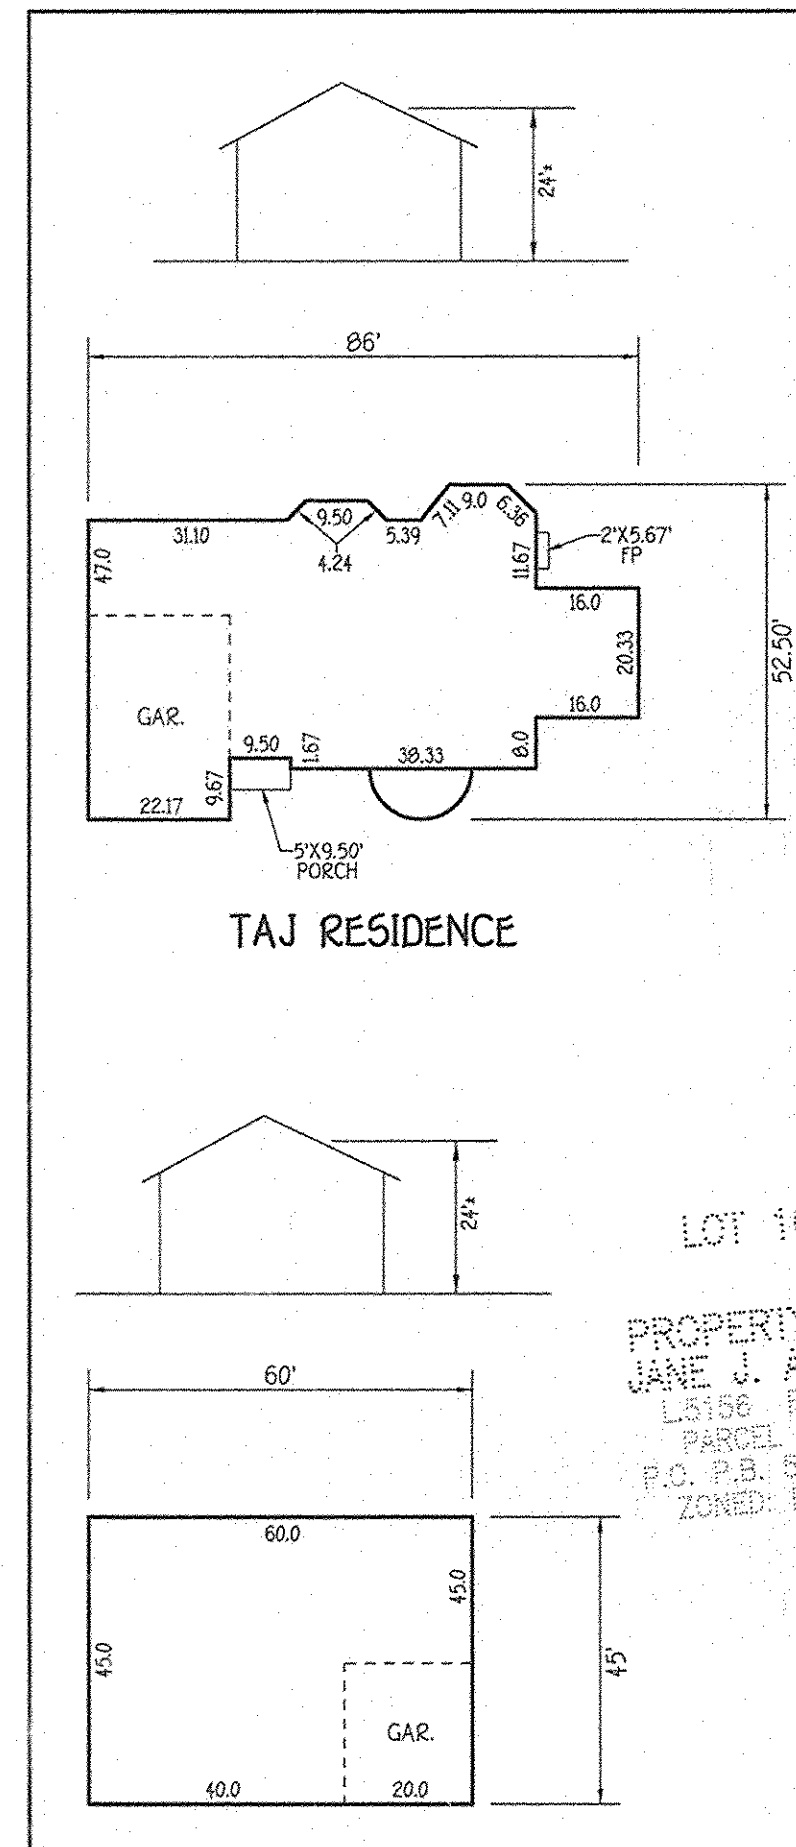 24'±
86'
31.10
9.50
4.24
5.39
7.11
9.0
6.36
47.0
11.67
2'X5.67'
FP
16.0
20.33
52.50'
GAR.
16.0
9.50
1.67
38.33
8.0
9.67
22.17
5'X9.50'
PORCH
TAJ RESIDENCE
24'±
LOT
PROPERTY
JANE J.
L.5156
PARCEL
P.C. P.B.
ZONED:
60'
60.0
45.0
45.0
45'
GAR.
40.0
20.0